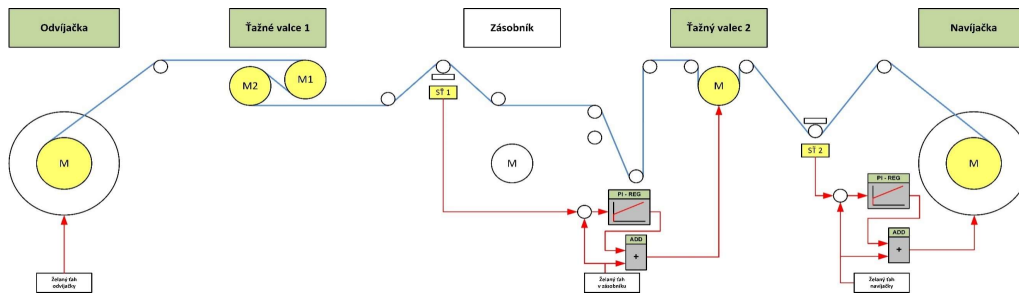 Odvíjačka
Ťažné valce 1
Zásobník
Ťažný valec 2
Navíjačka
M2
M1
SŤ 1
M
M
M
SŤ 2
M
PI - REG
ADD
+
PI - REG
ADD
+
Želaný ťah
odvíjačky
Želaný ťah
v zásobníku
Želaný ťah
navíjačky